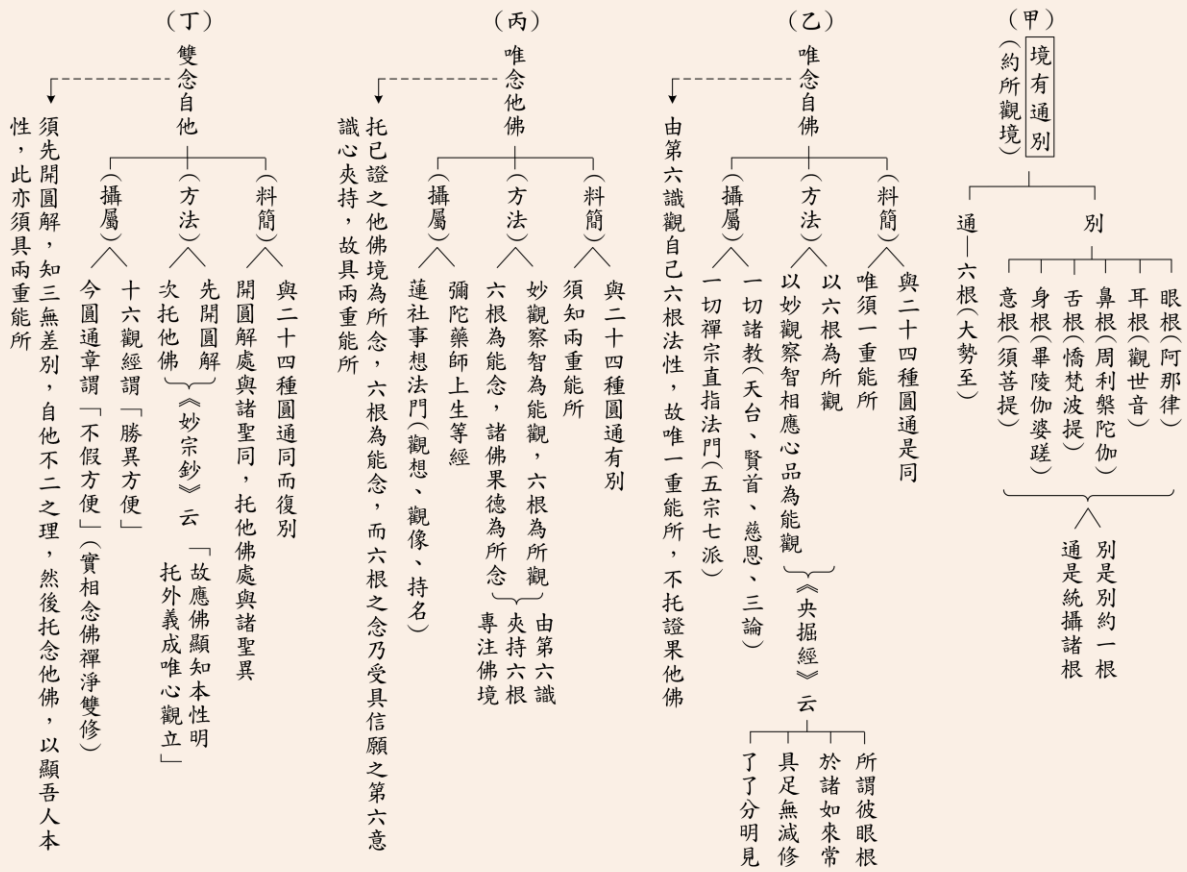 (甲)
境有通別
(約所觀境)
別
眼根(阿那律)
耳根(觀世音)
鼻根(周利槃陀伽)
舌根(憍梵波提)
身根(畢陵伽婆蹉)
意根(須菩提)
別是別約一根
通是統攝諸根
通—六根(大勢至)
(乙)
唯念自佛
(料簡)
與二十四種圓通是同
唯須一重能所
(方法)
以六根為所觀
以妙觀察智相應心品為能觀
《央掘經》云
所謂彼眼根
於諸如來常
具足無減修
了了分明見
(攝屬)
一切諸教(天台、賢首、慈恩、三論)
一切禪宗直指法門(五宗七派)
由第六識觀自己六根法性,故唯一重能所,不托證果他佛
(丙)
唯念他佛
(料簡)
與二十四種圓通有別
須知兩重能所
(方法)
妙觀察智為能觀,六根為所觀
六根為能念,諸佛果德為所念
由第六識
夾持六根
專注佛境
(攝屬)
彌陀藥師上生等經
蓮社事想法門(觀想、觀像、持名)
托已證之他佛境為所念,六根為能念,而六根之念乃受具信願之第六意
識心夾持,故具兩重能所
(丁)
雙念自他
(料簡)
與二十四種圓通同而復別
開圓解處與諸聖同,托他佛處與諸聖異
(方法)
先開圓解
次托他佛
《妙宗鈔》云
「故應佛顯知本性明
托外義成唯心觀立」
(攝屬)
十六觀經謂「勝異方便」
今圓通章謂「不假方便」(實相念佛禪淨雙修)
須先開圓解,知三無差別,自他不二之理,然後托念他佛,以顯吾人本
性,此亦須具兩重能所